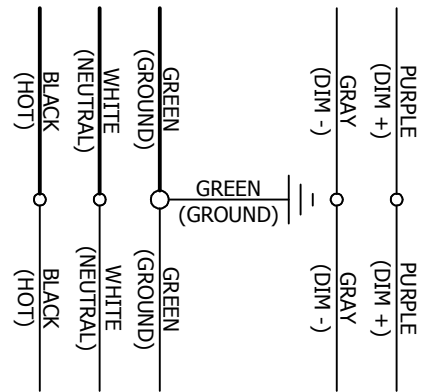 BLACK
(HOT)
WHITE
(NEUTRAL)
GREEN
(GROUND)
GRAY
(DIM -)
PURPLE
(DIM +)
GREEN
(GROUND)
BLACK
(HOT)
WHITE
(NEUTRAL)
GREEN
(GROUND)
GRAY
(DIM -)
PURPLE
(DIM +)